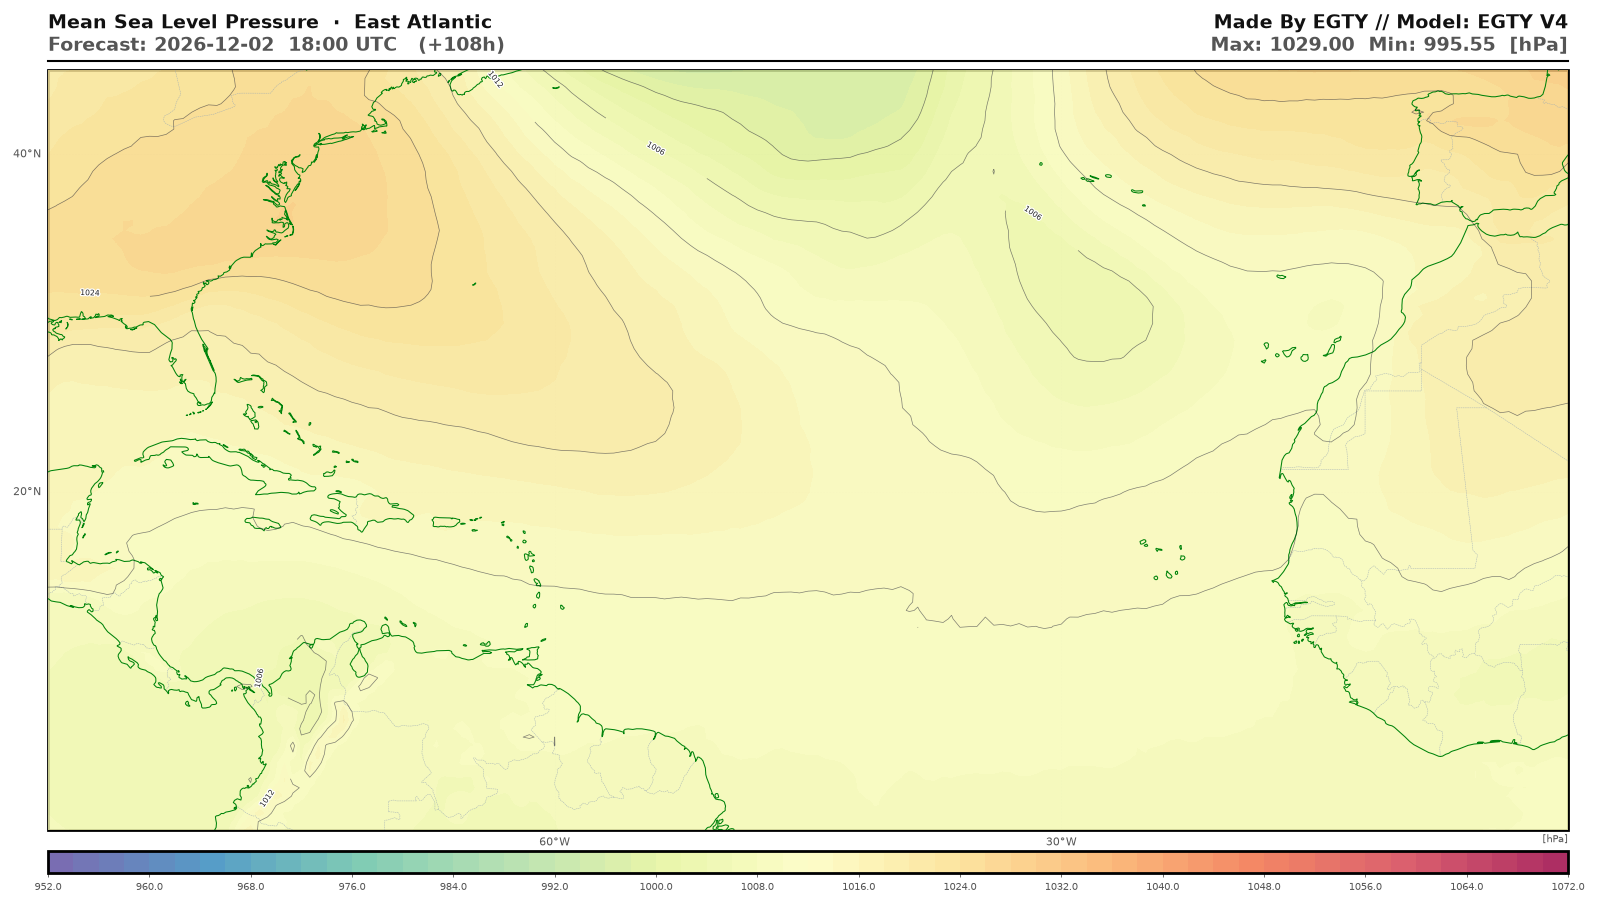 Mean Sea Level Pressure · East Atlantic
Made By EGTY // Model: EGTY V4
Forecast: 2026-12-02 18:00 UTC (+108h)
Max: 1029.00 Min: 995.55 [hPa]
1012
1006
40°N
1006
1024
20°N
1006
1012
60°W
30°W
[hPa]
952.0 960.0 968.0 976.0 984.0 992.0 1000.0 1008.0 1016.0 1024.0 1032.0 1040.0 1048.0 1056.0 1064.0 1072.0